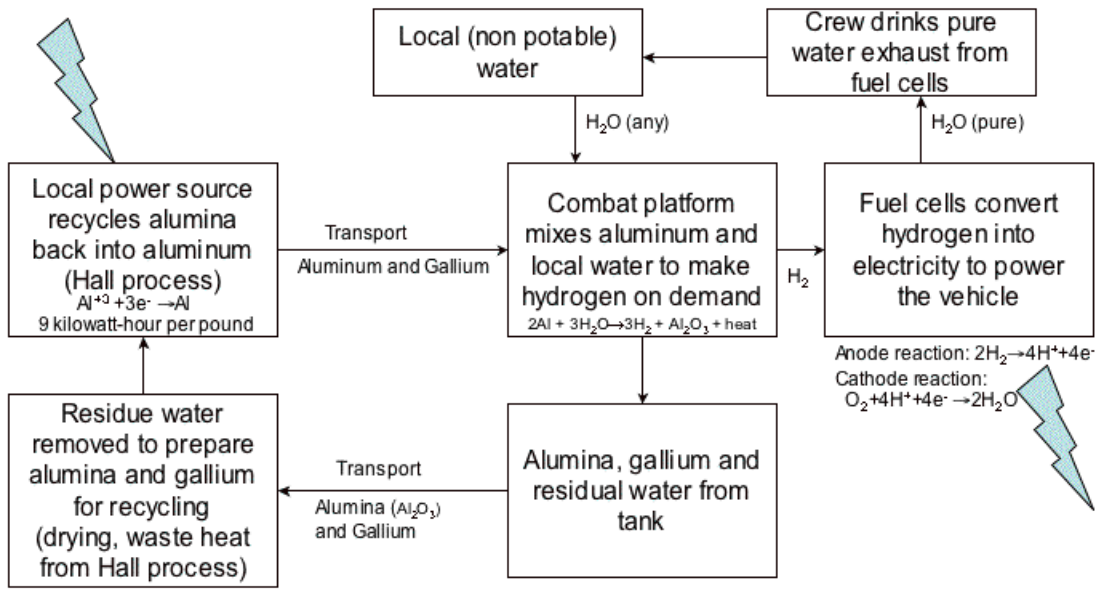 Local (non potable)
water
Crew drinks pure
water exhaust from
fuel cells
H₂O (any)
H₂O (pure)
Local power source
recycles alumina
back into aluminum
(Hall process)
Al⁺³ +3e⁻ →Al
9 kilowatt-hour per pound
Transport
Aluminum and Gallium
Combat platform
mixes aluminum and
local water to make
hydrogen on demand
2Al + 3H₂O→3H₂ + Al₂O₃ + heat
H₂
Fuel cells convert
hydrogen into
electricity to power
the vehicle
Anode reaction: 2H₂→4H⁺+4e⁻
Cathode reaction:
O₂+4H⁺+4e⁻ →2H₂O
Residue water
removed to prepare
alumina and gallium
for recycling
(drying, waste heat
from Hall process)
Transport
Alumina (Al₂O₃)
and Gallium
Alumina, gallium and
residual water from
tank